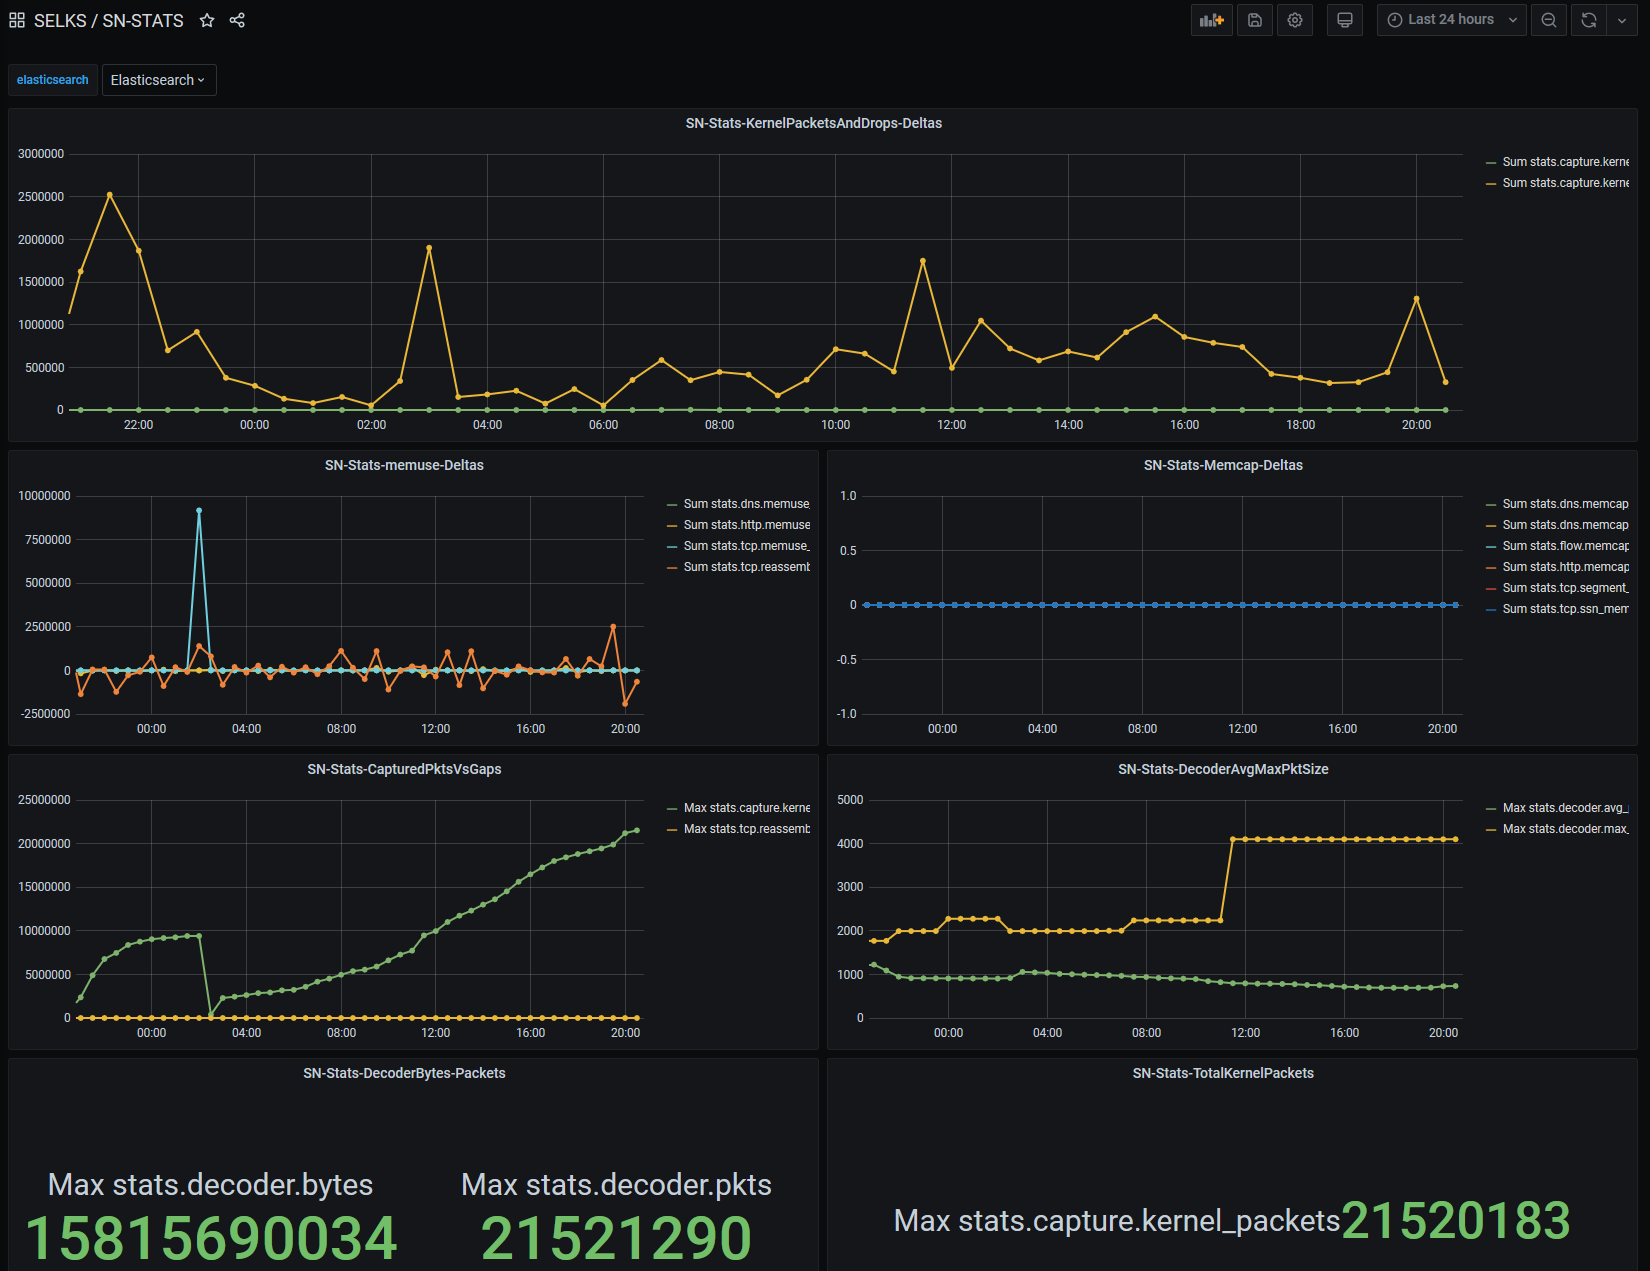 SELKS / SN-STATS
Last 24 hours
elasticsearch
Elasticsearch
SN-Stats-KernelPacketsAndDrops-Deltas
3000000
2500000
2000000
1500000
1000000
500000
0
22:00 00:00 02:00 04:00 06:00 08:00 10:00 12:00 14:00 16:00 18:00 20:00
Sum stats.capture.kerne
Sum stats.capture.kerne
SN-Stats-memuse-Deltas
10000000
7500000
5000000
2500000
0
-2500000
00:00 04:00 08:00 12:00 16:00 20:00
Sum stats.dns.memuse
Sum stats.http.memuse
Sum stats.tcp.memuse_
Sum stats.tcp.reassemb
SN-Stats-Memcap-Deltas
1.0
0.5
0
-0.5
-1.0
00:00 04:00 08:00 12:00 16:00 20:00
Sum stats.dns.memcap
Sum stats.dns.memcap
Sum stats.flow.memcap
Sum stats.http.memcap
Sum stats.tcp.segment_
Sum stats.tcp.ssn_mem
SN-Stats-CapturedPktsVsGaps
25000000
20000000
15000000
10000000
5000000
0
00:00 04:00 08:00 12:00 16:00 20:00
Max stats.capture.kerne
Max stats.tcp.reassemb
SN-Stats-DecoderAvgMaxPktSize
5000
4000
3000
2000
1000
0
00:00 04:00 08:00 12:00 16:00 20:00
Max stats.decoder.avg_
Max stats.decoder.max_
SN-Stats-DecoderBytes-Packets
Max stats.decoder.bytes
15815690034
Max stats.decoder.pkts
21521290
SN-Stats-TotalKernelPackets
Max stats.capture.kernel_packets 21520183